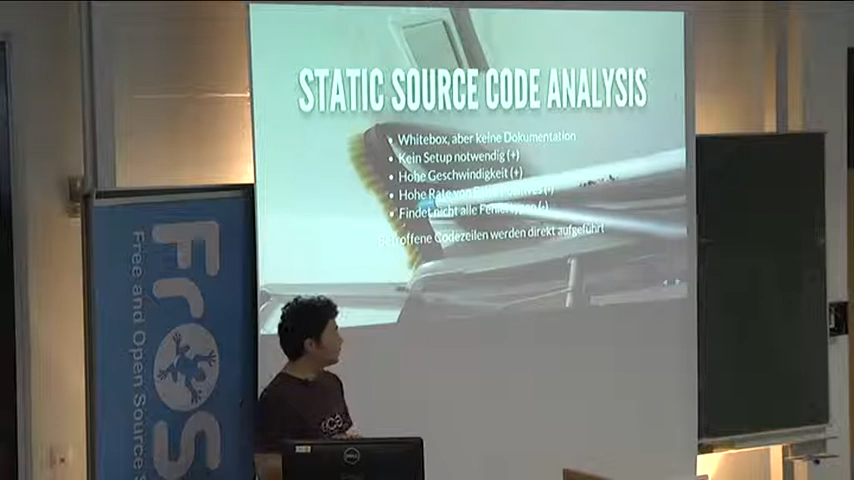 STATIC SOURCE CODE ANALYSIS
Whitebox, aber keine Dokumentation
Kein Setup notwendig (+)
Hohe Geschwindigkeit (+)
Hohe Rate von (-)
Findet nicht alle (-)
Betroffene Codezeilen werden direkt aufgeführt
FrOS
Free and Open Source
DELL